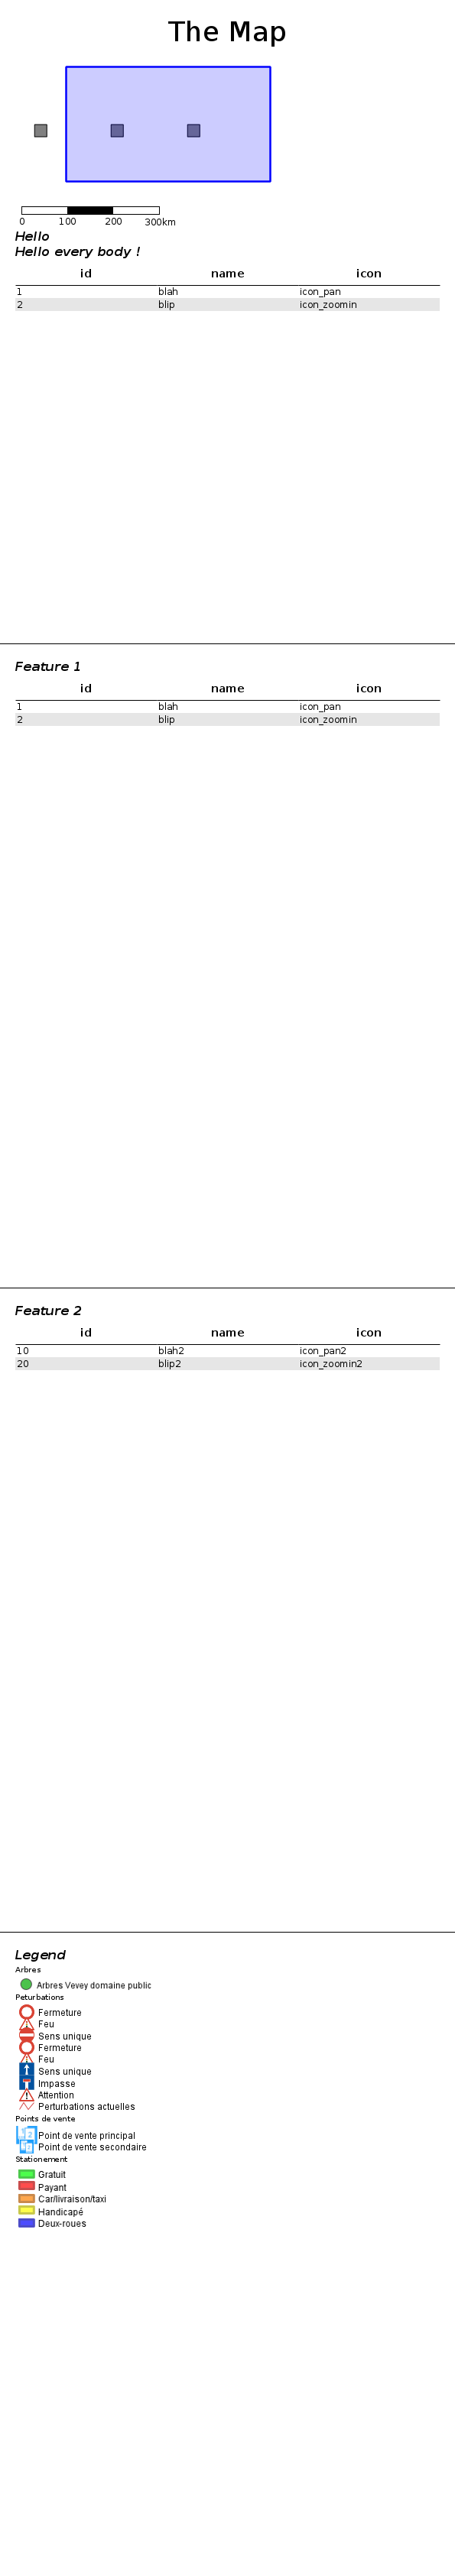 The Map
0 100 200 300km
Hello
Hello every body !
id name icon
1 blah icon_pan
2 blip icon_zoomin
Feature 1
id name icon
1 blah icon_pan
2 blip icon_zoomin
Feature 2
id name icon
10 blah2 icon_pan2
20 blip2 icon_zoomin2
Legend
Arbres
Arbres Vevey domaine public
Peturbations
Fermeture
Feu
Sens unique
Fermeture
Feu
Sens unique
Impasse
Attention
Perturbations actuelles
Points de vente
Point de vente principal
Point de vente secondaire
Stationement
Gratuit
Payant
Car/livraison/taxi
Handicapé
Deux-roues